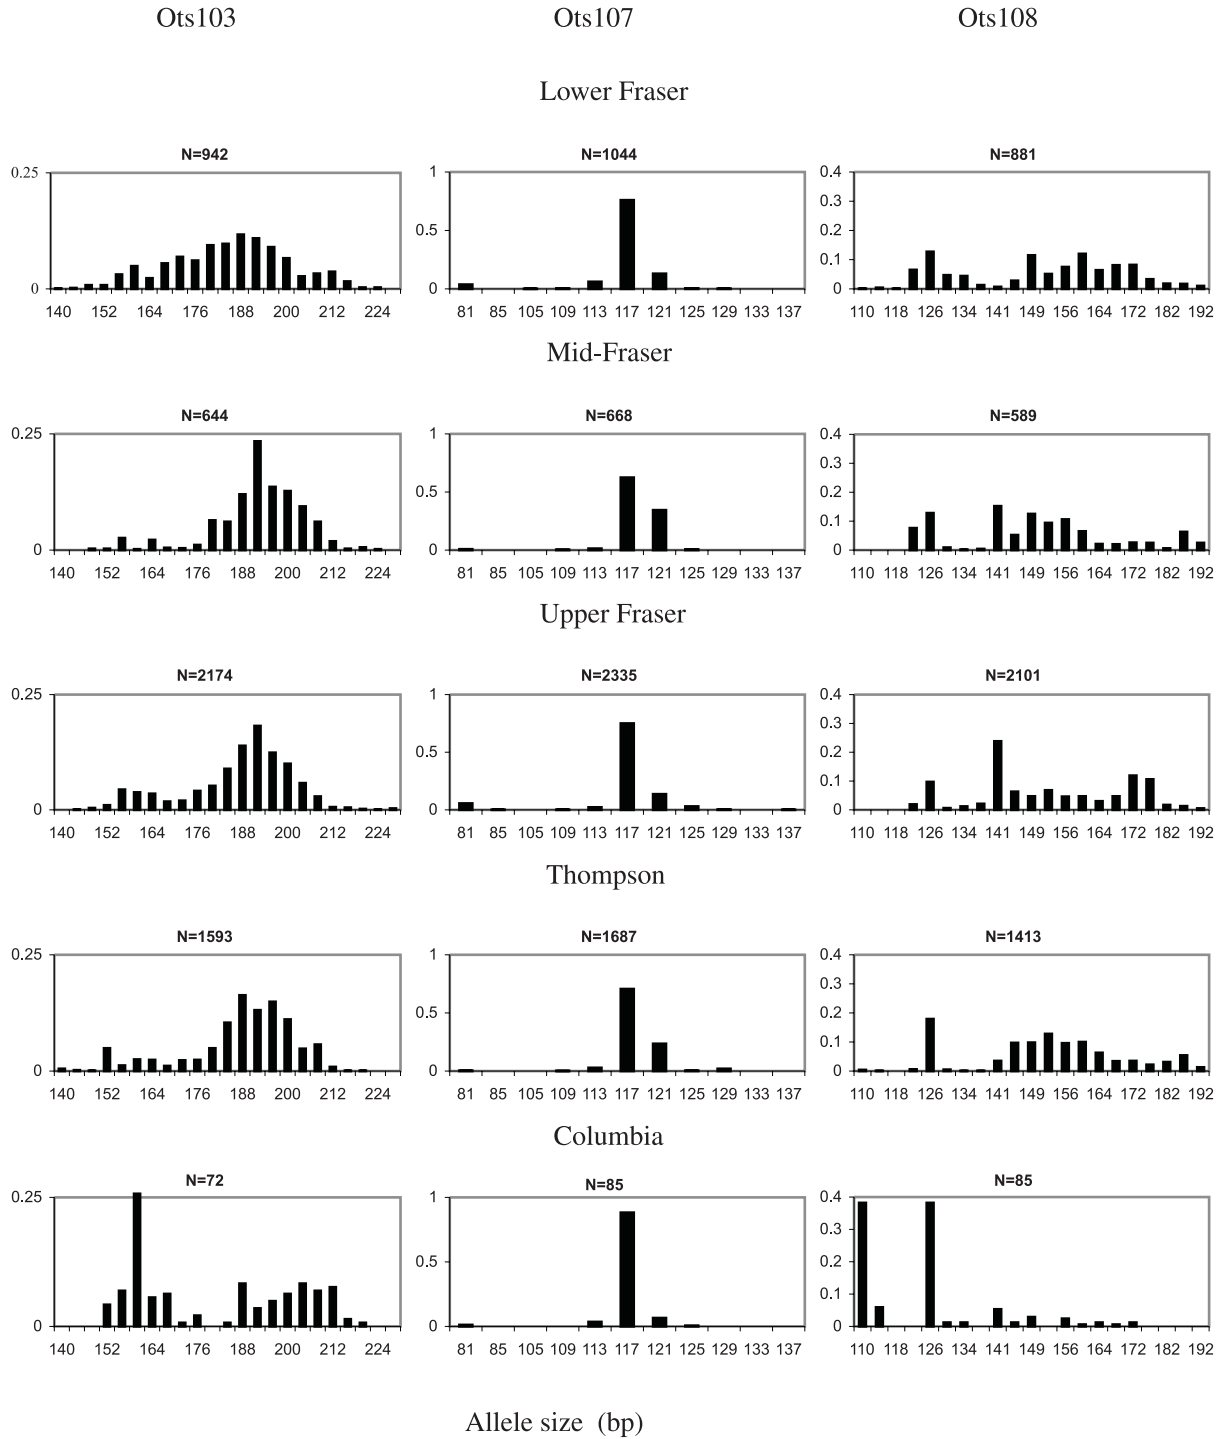 Ots103 Ots107 Ots108
Lower Fraser
N=942 N=1044 N=881
0.25 1 0.4
0.3
0.5 0.2
0.1
0 0 0
140 152 164 176 188 200 212 224 81 85 105 109 113 117 121 125 129 133 137 110 118 126 134 141 149 156 164 172 182 192
Mid-Fraser
N=644 N=668 N=589
0.25 1 0.4
0.3
0.5 0.2
0.1
0 0 0
140 152 164 176 188 200 212 224 81 85 105 109 113 117 121 125 129 133 137 110 118 126 134 141 149 156 164 172 182 192
Upper Fraser
N=2174 N=2335 N=2101
0.25 1 0.4
0.3
0.5 0.2
0.1
0 0 0
140 152 164 176 188 200 212 224 81 85 105 109 113 117 121 125 129 133 137 110 118 126 134 141 149 156 164 172 182 192
Thompson
N=1593 N=1687 N=1413
0.25 1 0.4
0.3
0.5 0.2
0.1
0 0 0
140 152 164 176 188 200 212 224 81 85 105 109 113 117 121 125 129 133 137 110 118 126 134 141 149 156 164 172 182 192
Columbia
N=72 N=85 N=85
0.25 1 0.4
0.3
0.5 0.2
0.1
0 0 0
140 152 164 176 188 200 212 224 81 85 105 109 113 117 121 125 129 133 137 110 118 126 134 141 149 156 164 172 182 192
Allele size (bp)